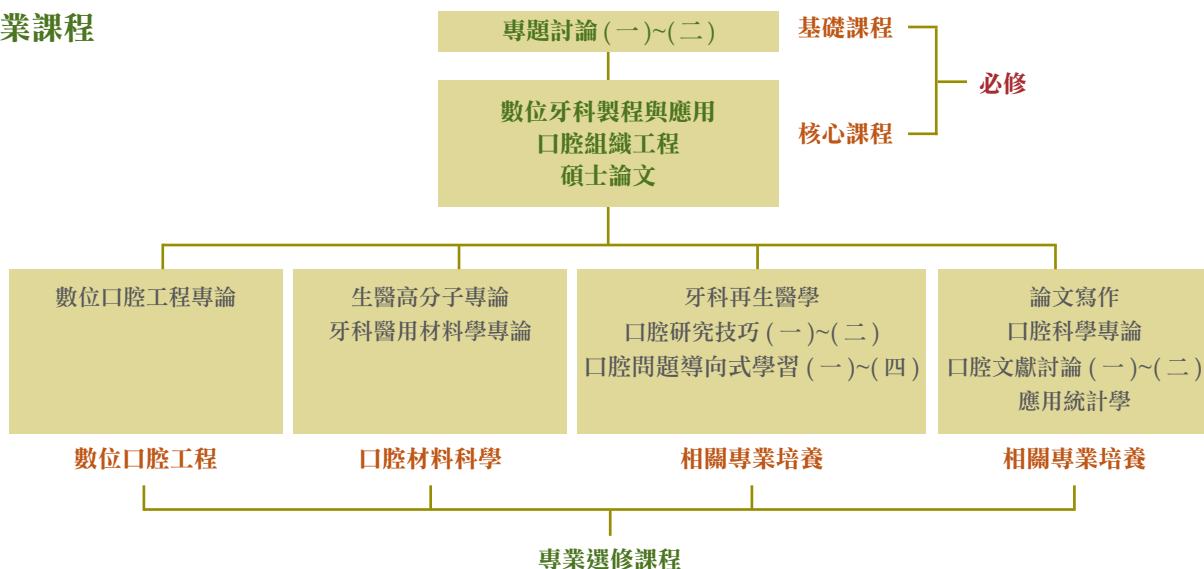 業課程
專題討論 ( 一 )~( 二 )
基礎課程
必修
數位牙科製程與應用
口腔組織工程
碩士論文
核心課程
數位口腔工程專論
生醫高分子專論
牙科醫用材料學專論
牙科再生醫學
口腔研究技巧 ( 一 )~( 二 )
口腔問題導向式學習 ( 一 )~( 四 )
論文寫作
口腔科學專論
口腔文獻討論 ( 一 )~( 二 )
應用統計學
數位口腔工程
口腔材料科學
相關專業培養
相關專業培養
專業選修課程